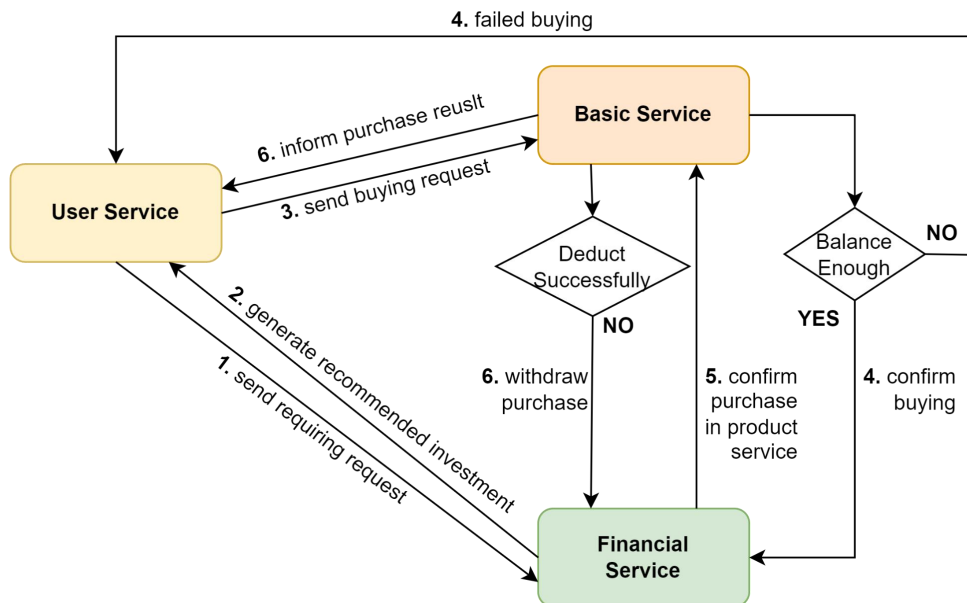 4. failed buying
Basic Service
6. inform purchase reuslt
3. send buying request
User Service
Deduct
Successfully
NO
Balance
Enough
NO
YES
2. generate recommended investment
1. send requiring request
6. withdraw
purchase
5. confirm
purchase
in product
service
4. confirm
buying
Financial
Service